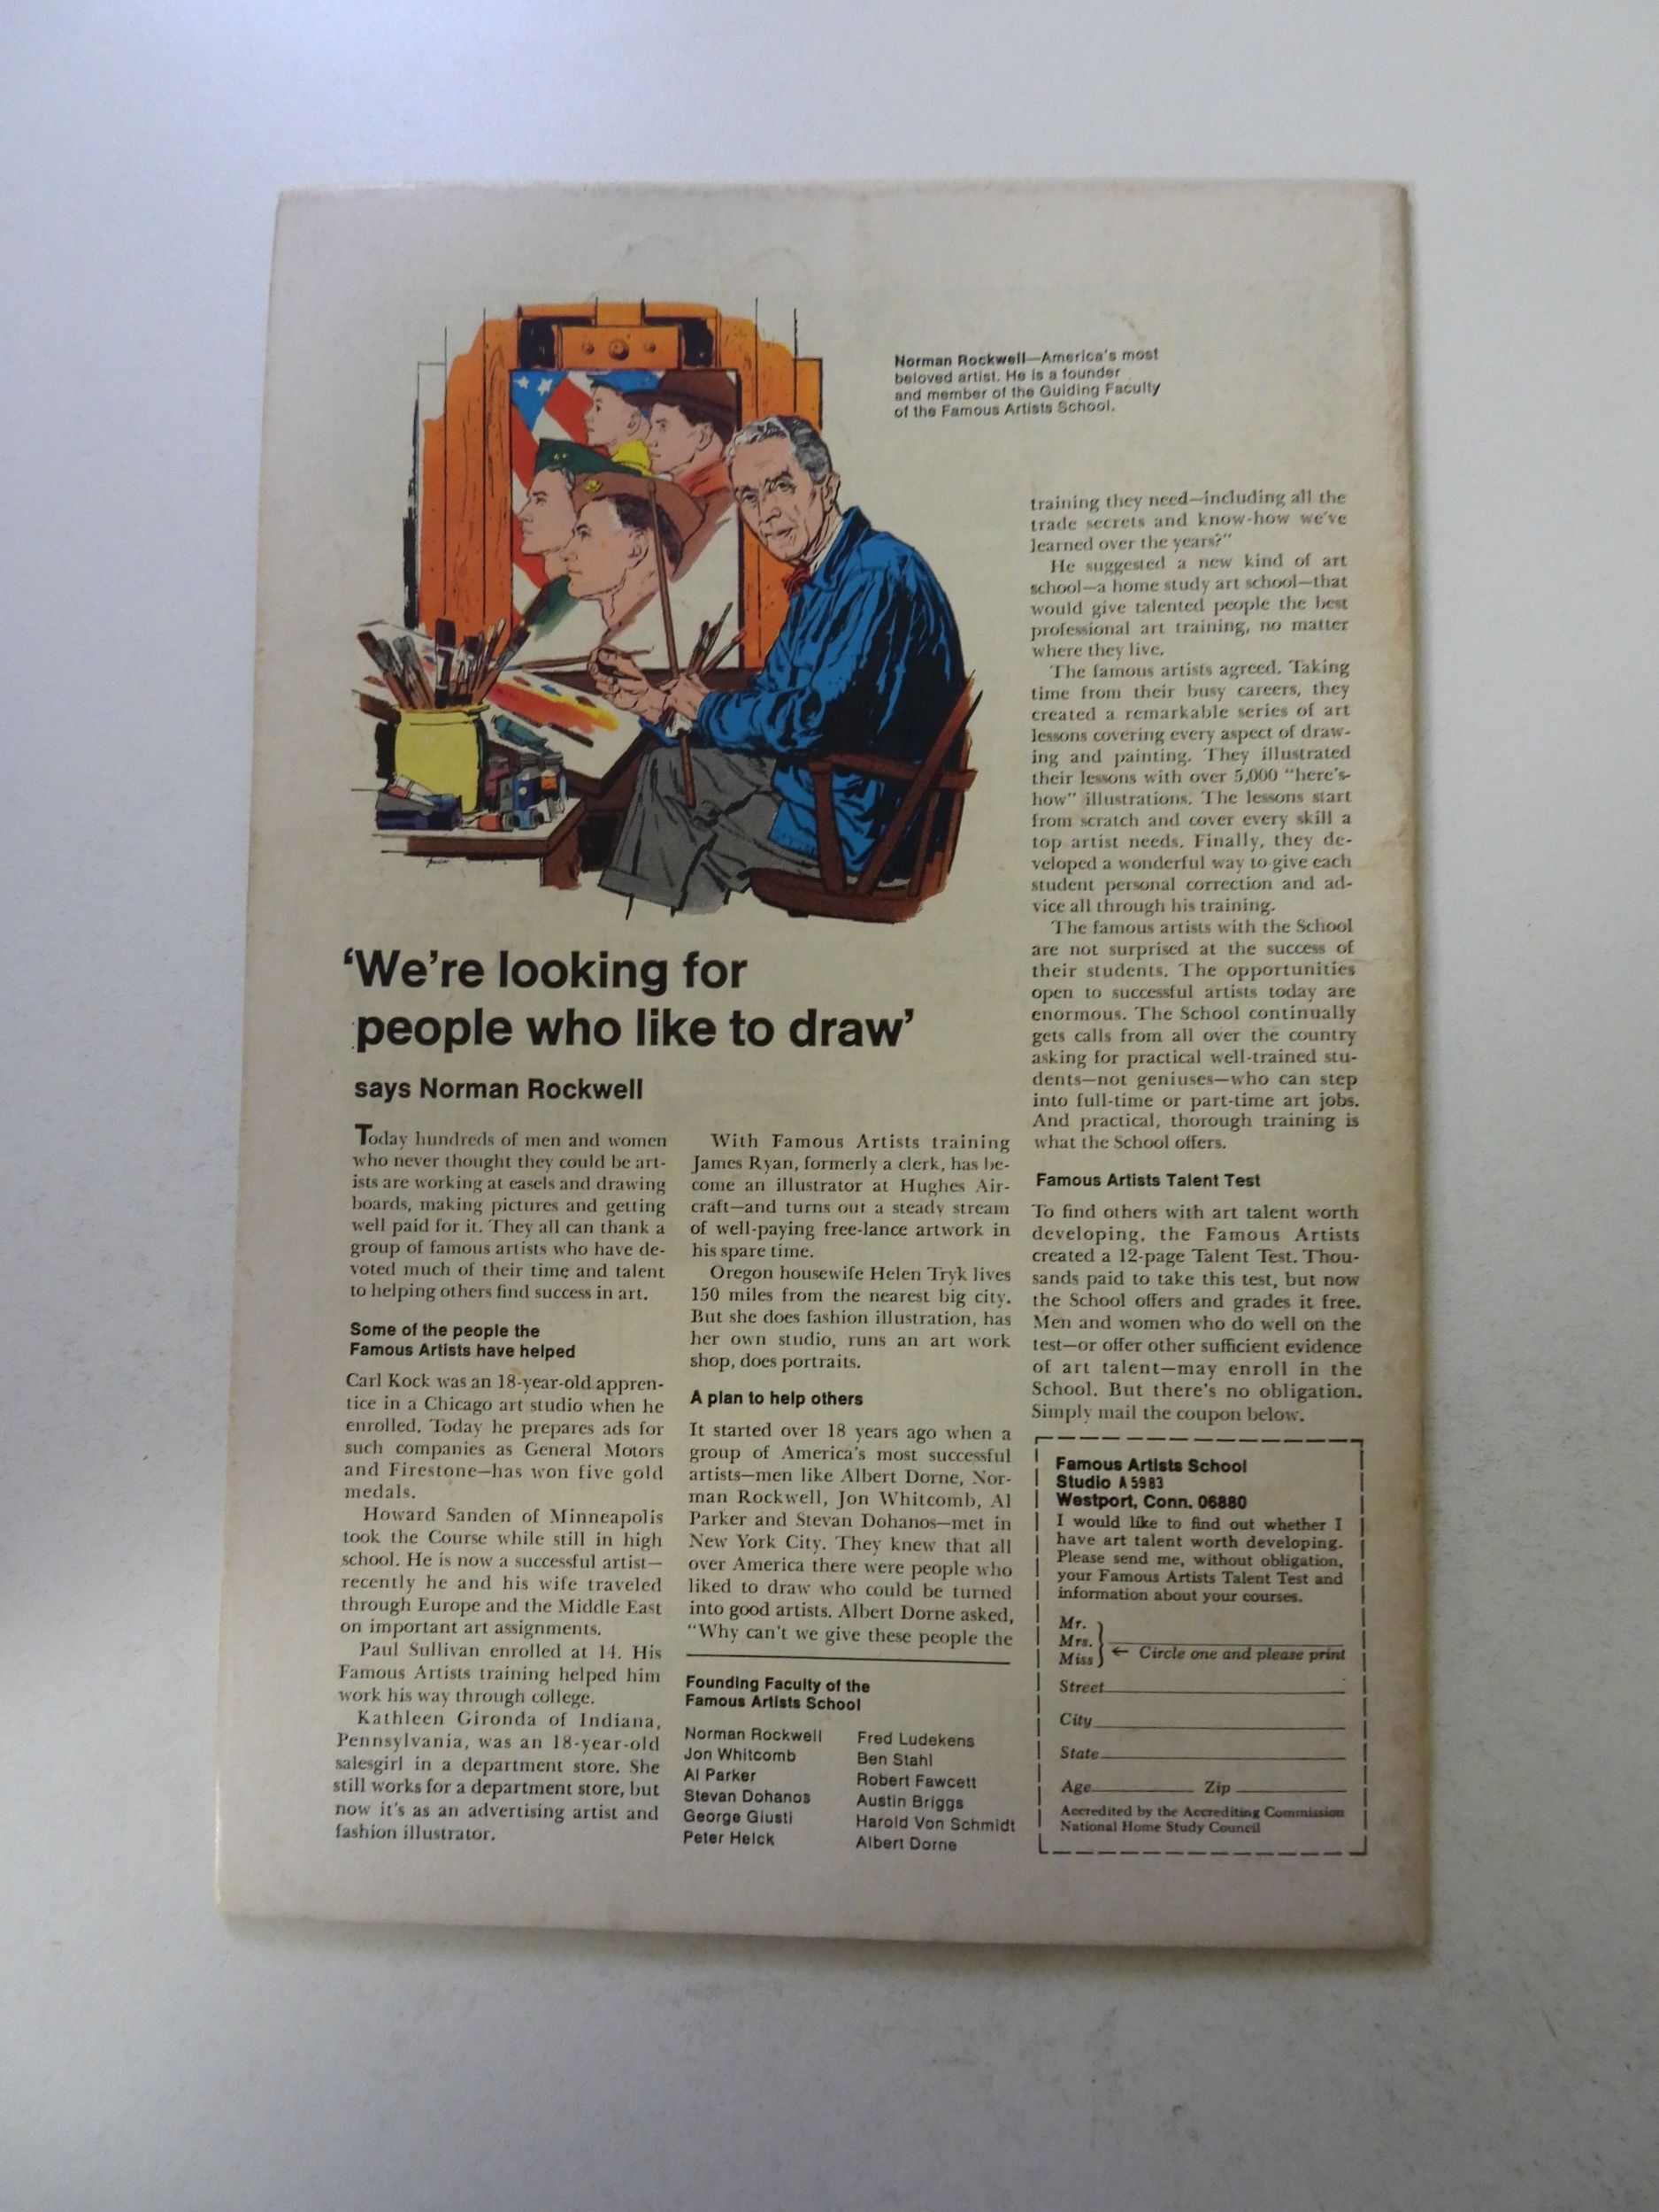 Norman Rockwell—America's most
beloved artist. He is a founder
and member of the Guiding Faculty
of the Famous Artists School.
'We're looking for
people who like to draw'
says Norman Rockwell
Today hundreds of men and women
who never thought they could be art-
ists are working at easels and drawing
boards, making pictures and getting
well paid for it. They all can thank a
group of famous artists who have de-
voted much of their time and talent
to helping others find success in art.
Some of the people the
Famous Artists have helped
Carl Kock was an 18-year-old appren-
tice in a Chicago art studio when he
enrolled. Today he prepares ads for
such companies as General Motors
and Firestone—has won five gold
medals.
Howard Sanden of Minneapolis
took the Course while still in high
school. He is now a successful artist—
recently he and his wife traveled
through Europe and the Middle East
on important art assignments.
Paul Sullivan enrolled at 14. His
Famous Artists training helped him
work his way through college.
Kathleen Gironda of Indiana,
Pennsylvania, was an 18-year-old
salesgirl in a department store. She
still works for a department store, but
now it's as an advertising artist and
fashion illustrator.
With Famous Artists training
James Ryan, formerly a clerk, has be-
come an illustrator at Hughes Air-
craft—and turns out a steady stream
of well-paying free-lance artwork in
his spare time.
Oregon housewife Helen Tryk lives
150 miles from the nearest big city.
But she does fashion illustration, has
her own studio, runs an art work
shop, does portraits.
A plan to help others
It started over 18 years ago when a
group of America's most successful
artists—men like Albert Dorne, Nor-
man Rockwell, Jon Whitcomb, Al
Parker and Stevan Dohanos—met in
New York City. They knew that all
over America there were people who
liked to draw who could be turned
into good artists. Albert Dorne asked,
"Why can't we give these people the
Founding Faculty of the
Famous Artists School
Norman Rockwell
Jon Whitcomb
Al Parker
Stevan Dohanos
George Giusti
Peter Helck
Fred Ludekens
Ben Stahl
Robert Fawcett
Austin Briggs
Harold Von Schmidt
Albert Dorne
training they need—including all the
trade secrets and know-how we've
learned over the years?"
He suggested a new kind of art
school—a home study art school—that
would give talented people the best
professional art training, no matter
where they live.
The famous artists agreed. Taking
time from their busy careers, they
created a remarkable series of art
lessons covering every aspect of draw-
ing and painting. They illustrated
their lessons with over 5,000 "here's-
how" illustrations. The lessons start
from scratch and cover every skill a
top artist needs. Finally, they de-
veloped a wonderful way to give each
student personal correction and ad-
vice all through his training.
The famous artists with the School
are not surprised at the success of
their students. The opportunities
open to successful artists today are
enormous. The School continually
gets calls from all over the country
asking for practical well-trained stu-
dents—not geniuses—who can step
into full-time or part-time art jobs.
And practical, thorough training is
what the School offers.
Famous Artists Talent Test
To find others with art talent worth
developing, the Famous Artists
created a 12-page Talent Test. Thou-
sands paid to take this test, but now
the School offers and grades it free.
Men and women who do well on the
test—or offer other sufficient evidence
of art talent—may enroll in the
School. But there's no obligation.
Simply mail the coupon below.
Famous Artists School
Studio A 5983
Westport, Conn. 06880
I would like to find out whether I
have art talent worth developing.
Please send me, without obligation,
your Famous Artists Talent Test and
information about your courses.
Mr.
Mrs.
Miss ← Circle one and please print
Street
City
State
Age Zip
Accredited by the Accrediting Commission
National Home Study Council